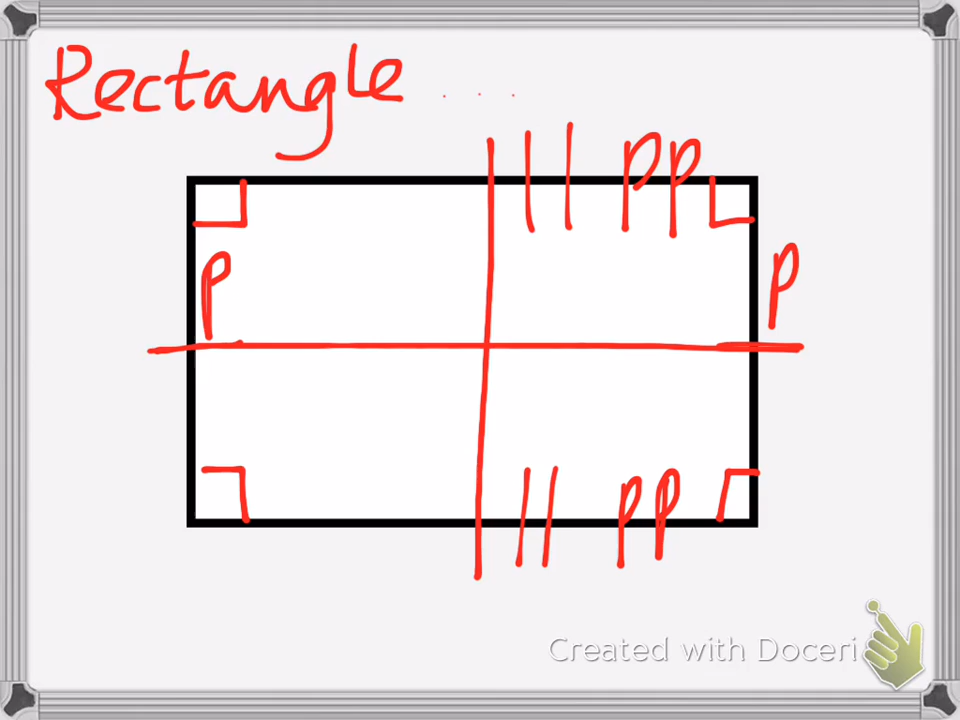 Rectangle ...
|| PP
P P
|| PP
Created with Doceri